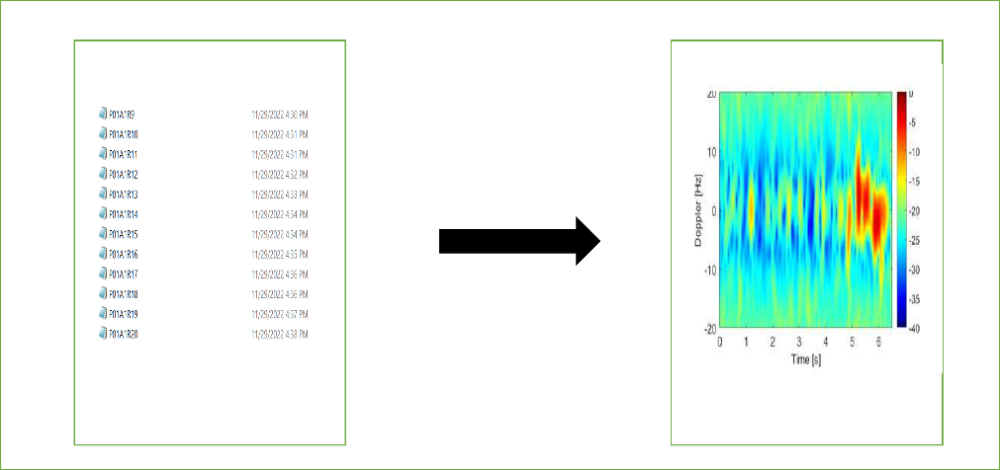 P01A1R9 11/29/2022 4:30 PM
P01A1R10 11/29/2022 4:31 PM
P01A1R11 11/29/2022 4:31 PM
P01A1R12 11/29/2022 4:32 PM
P01A1R13 11/29/2022 4:33 PM
P01A1R14 11/29/2022 4:34 PM
P01A1R15 11/29/2022 4:34 PM
P01A1R16 11/29/2022 4:35 PM
P01A1R17 11/29/2022 4:36 PM
P01A1R18 11/29/2022 4:36 PM
P01A1R19 11/29/2022 4:37 PM
P01A1R20 11/29/2022 4:38 PM
Doppler [Hz]
20
10
0
-10
-20
0 1 2 3 4 5 6
Time [s]
0
-5
-10
-15
-20
-25
-30
-35
-40